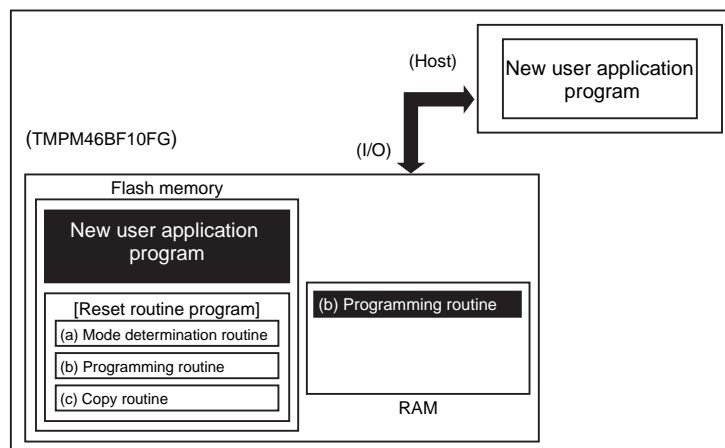 (Host)
New user application
program
(TMPM46BF10FG)
(I/O)
Flash memory
New user application
program
[Reset routine program]
(a) Mode determination routine
(b) Programming routine
(c) Copy routine
(b) Programming routine
RAM